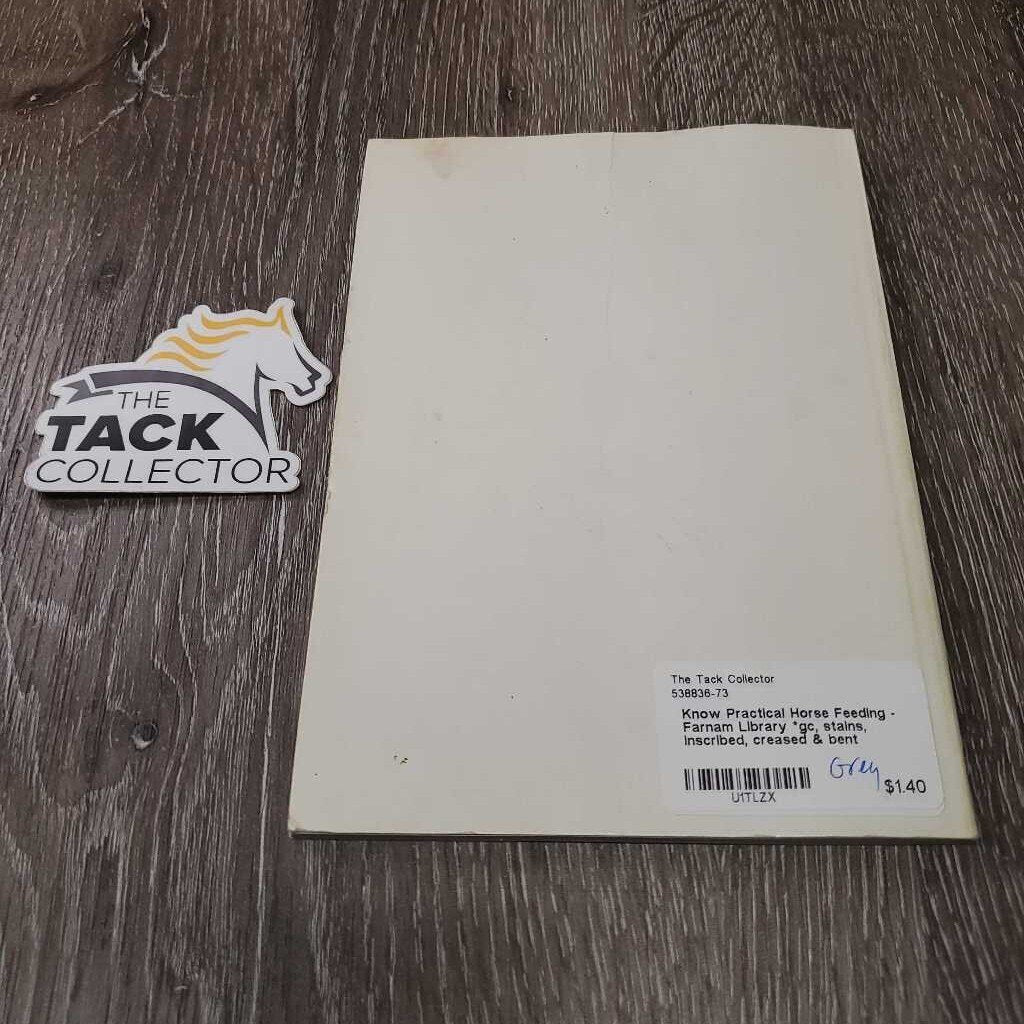 THE
TACK
COLLECTOR
The Tack Collector
538836-73
Know Practical Horse Feeding -
Farnam Library *gc, stains,
inscribed, creased & bent
Grey
$1.40
U1TLZX